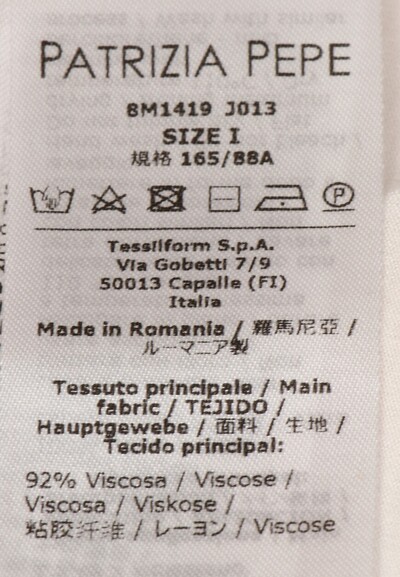 PATRIZIA PEPE
8M1419 J013
SIZE I
規格 165/88A
P
Tessilform S.p.A.
Via Gobetti 7/9
50013 Capalle (FI)
Italia
Made in Romania / 羅馬尼亞 /
ルーマニア製
Tessuto principale / Main
fabric / TEJIDO /
Hauptgewebe / 面料 / 生地 /
Tecido principal:
92% Viscosa / Viscose /
Viscosa / Viskose /
粘胶纤维 / レーヨン / Viscose